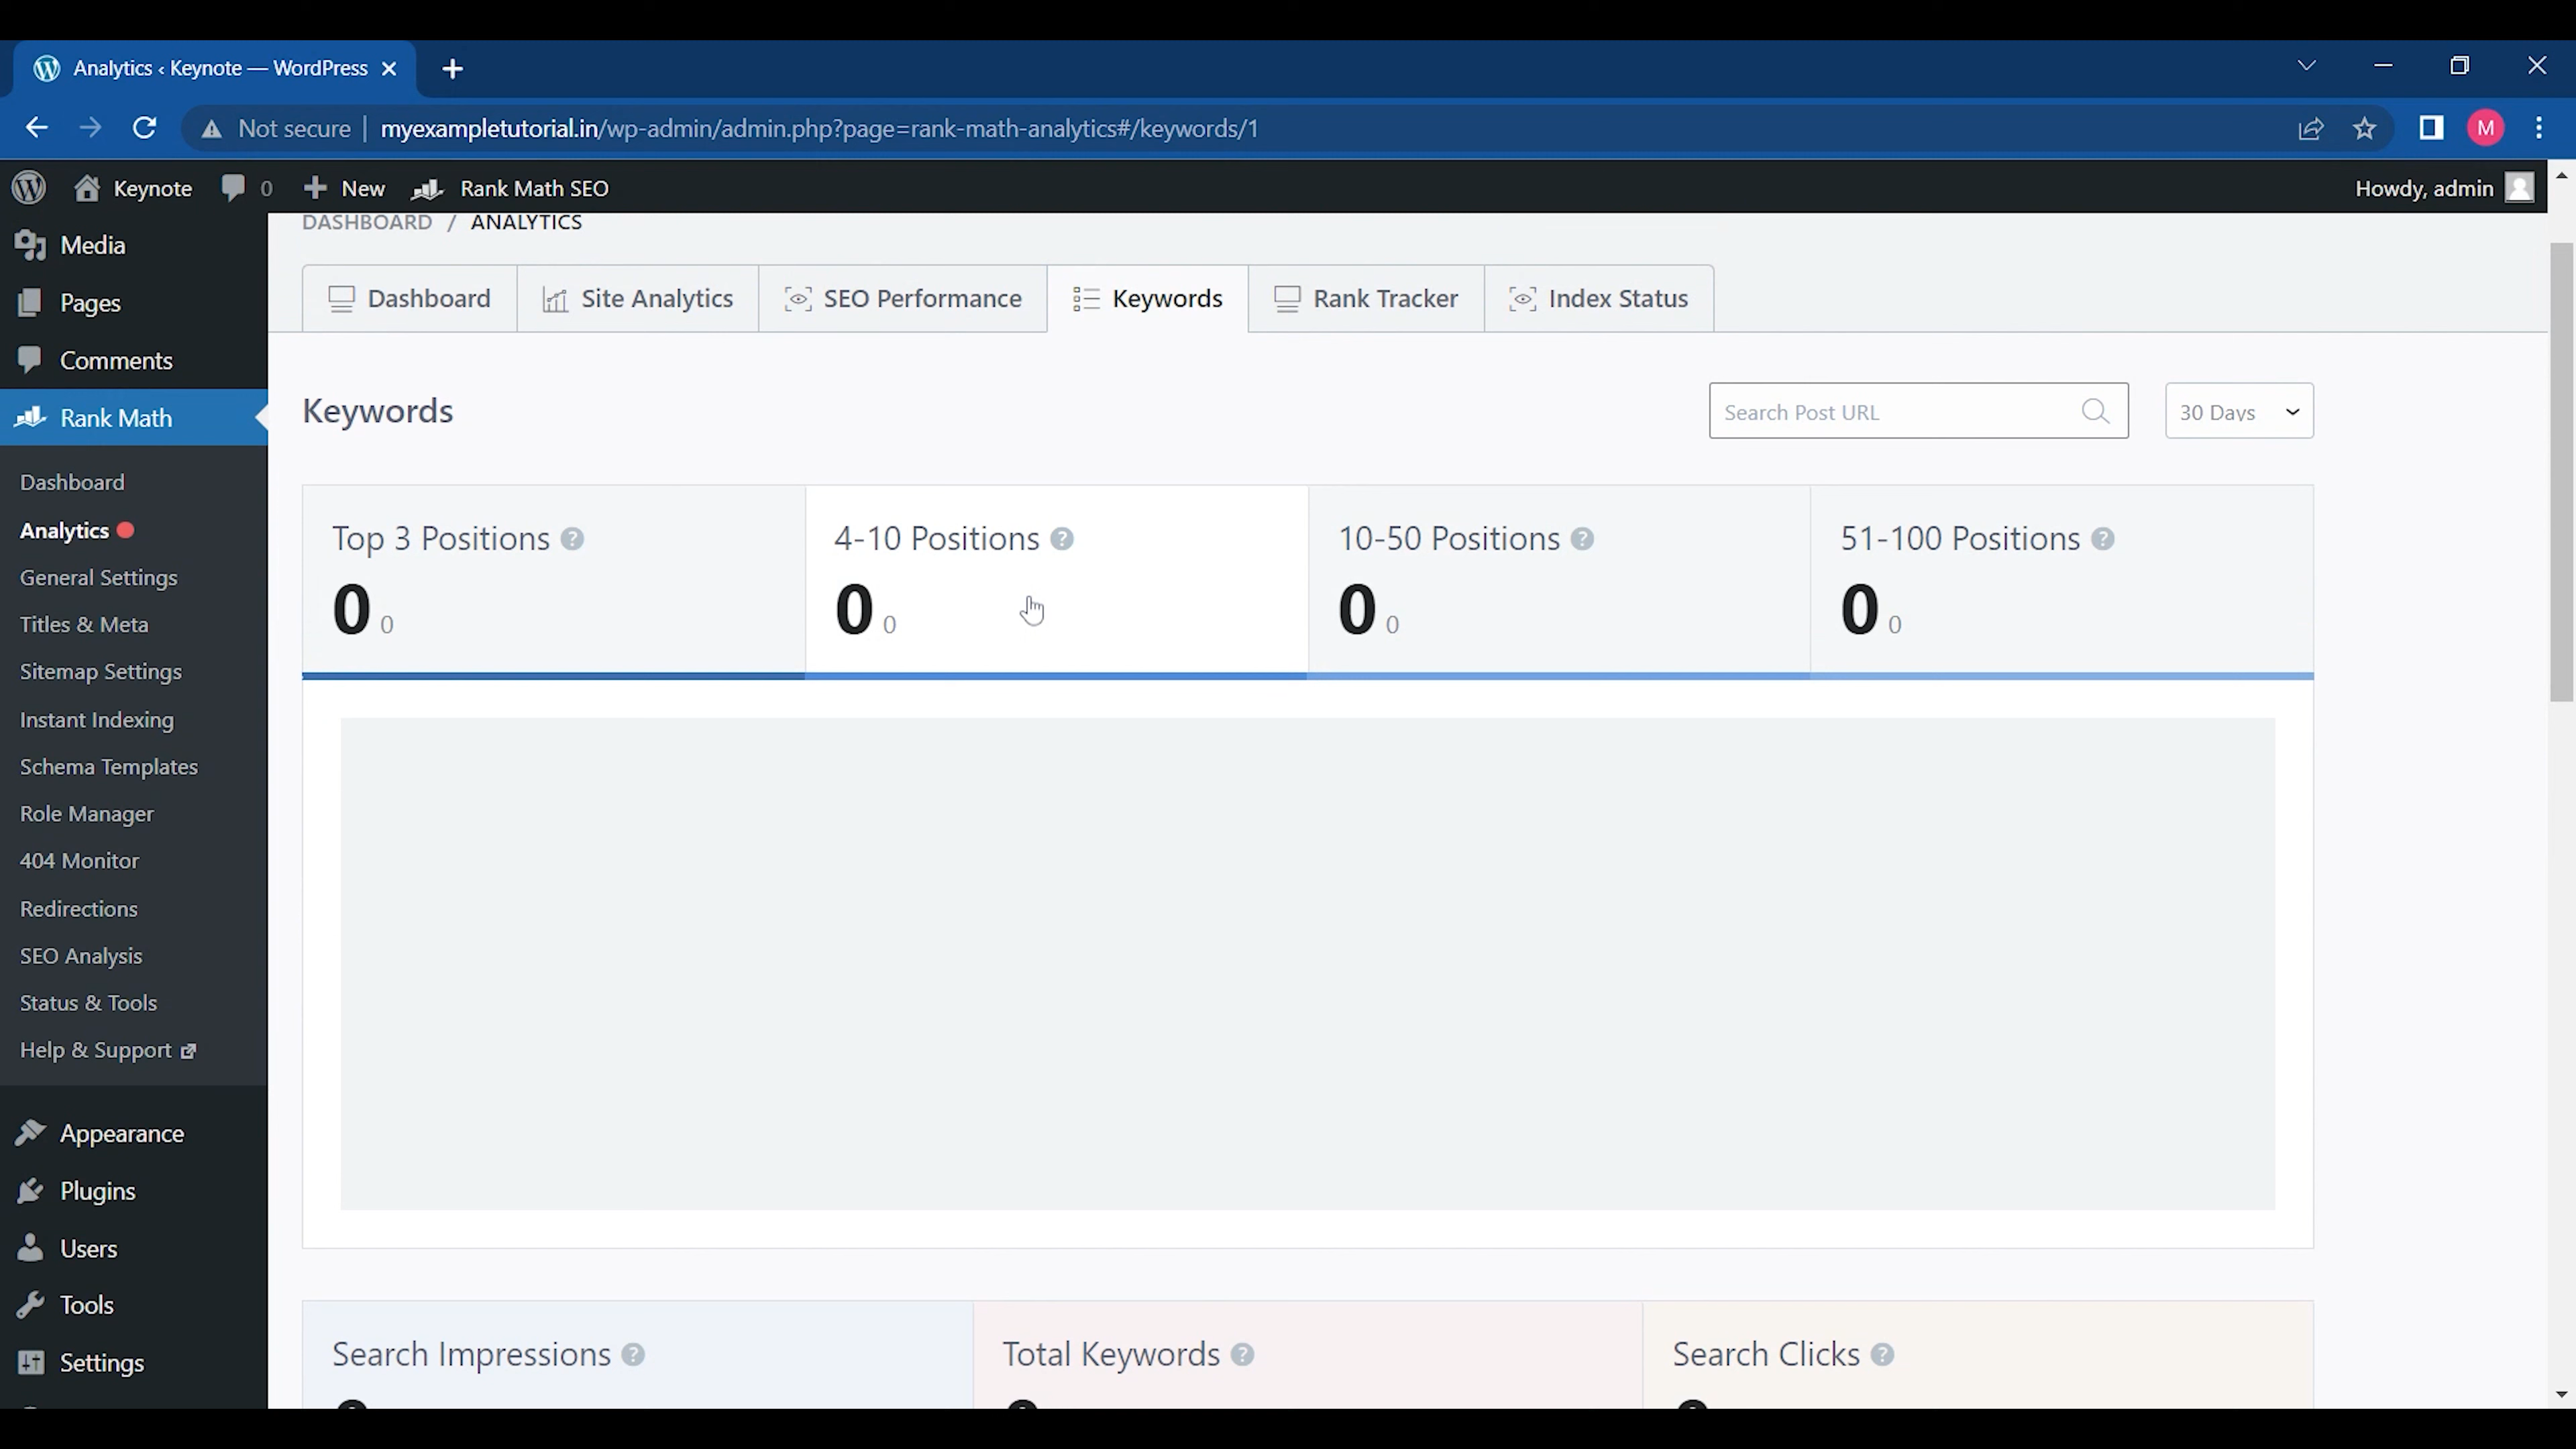 Analytics ‹ Keynote — WordPress
Not secure myexampletutorial.in/wp-admin/admin.php?page=rank-math-analytics#/keywords/1
M
Keynote 0 New Rank Math SEO Howdy, admin
Media
Pages
Comments
Rank Math
Dashboard
Analytics
General Settings
Titles & Meta
Sitemap Settings
Instant Indexing
Schema Templates
Role Manager
404 Monitor
Redirections
SEO Analysis
Status & Tools
Help & Support
Appearance
Plugins
Users
Tools
Settings
DASHBOARD / ANALYTICS
Dashboard Site Analytics SEO Performance Keywords Rank Tracker Index Status
Keywords Search Post URL 30 Days
Top 3 Positions ? 4-10 Positions ? 10-50 Positions ? 51-100 Positions ?
0 0 0 0 0 0 0 0
Search Impressions ? Total Keywords ? Search Clicks ?